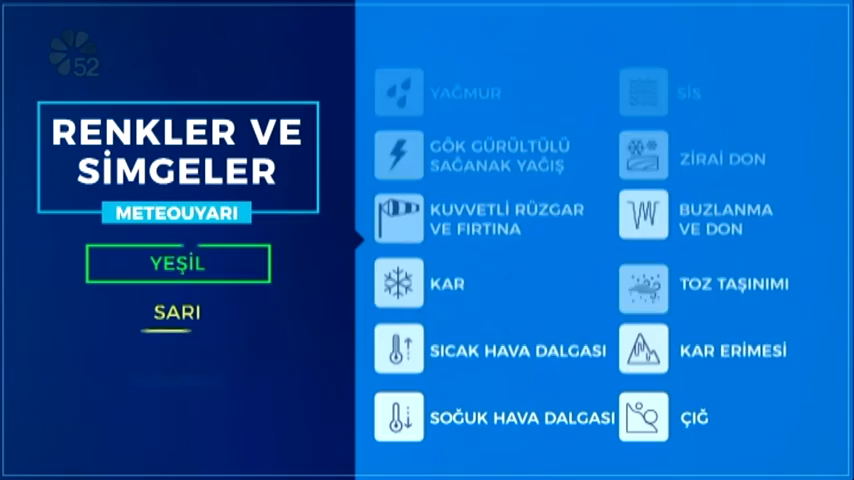 52
RENKLER VE
SİMGELER
METEOUYARI
YEŞİL
SARI
YAĞMUR
GÖK GÜRÜLTÜLÜ
SAĞANAK YAĞIŞ
KUVVETLİ RÜZGAR
VE FIRTINA
KAR
SICAK HAVA DALGASI
SOĞUK HAVA DALGASI
SİS
ZİRAİ DON
BUZLANMA
VE DON
TOZ TAŞINIMI
KAR ERİMESİ
ÇIĞ